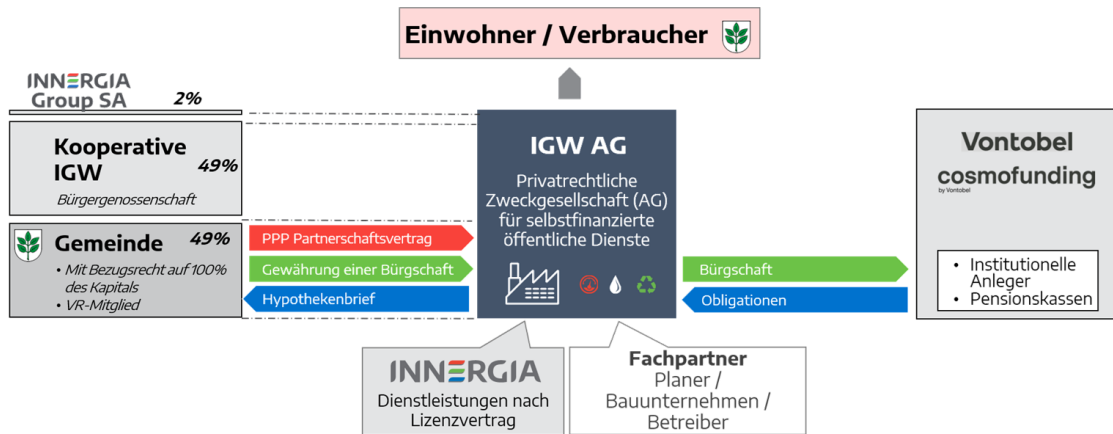 Einwohner / Verbraucher
INNERGIA
Group SA
2%
Kooperative
IGW
49%
Bürgergenossenschaft
Gemeinde
49%
• Mit Bezugsrecht auf 100%
des Kapitals
• VR-Mitglied
PPP Partnerschaftsvertrag
Gewährung einer Bürgschaft
Hypothekenbrief
IGW AG
Privatrechtliche
Zweckgesellschaft (AG)
für selbstfinanzierte
öffentliche Dienste
Bürgschaft
Obligationen
Vontobel
cosmofunding
by Vontobel
• Institutionelle
Anleger
• Pensionskassen
INNERGIA
Dienstleistungen nach
Lizenzvertrag
Fachpartner
Planer /
Bauunternehmen /
Betreiber